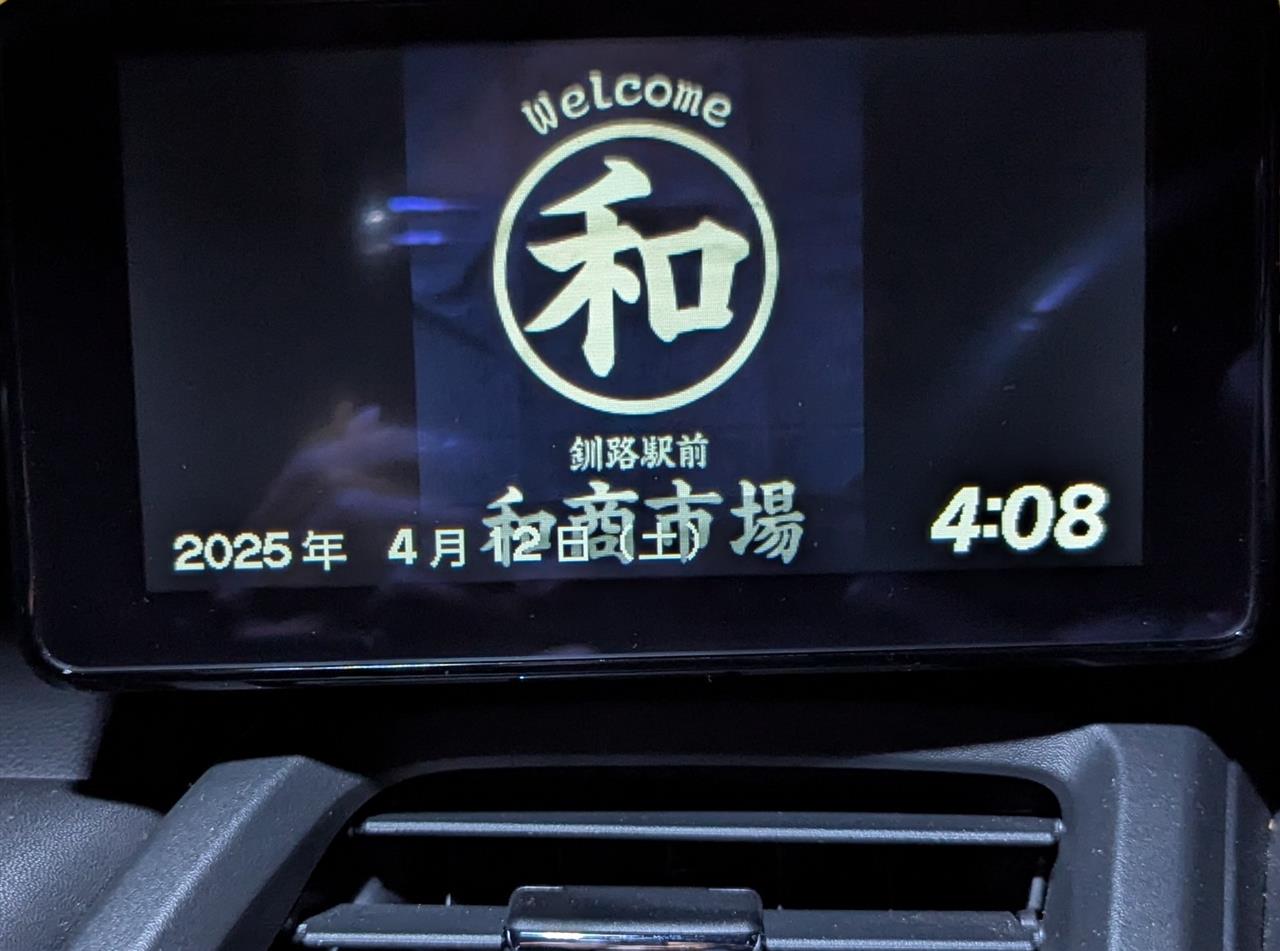 Welcome
和
釧路駅前
和商市場
2025年 4月 12日 (土)
4:08